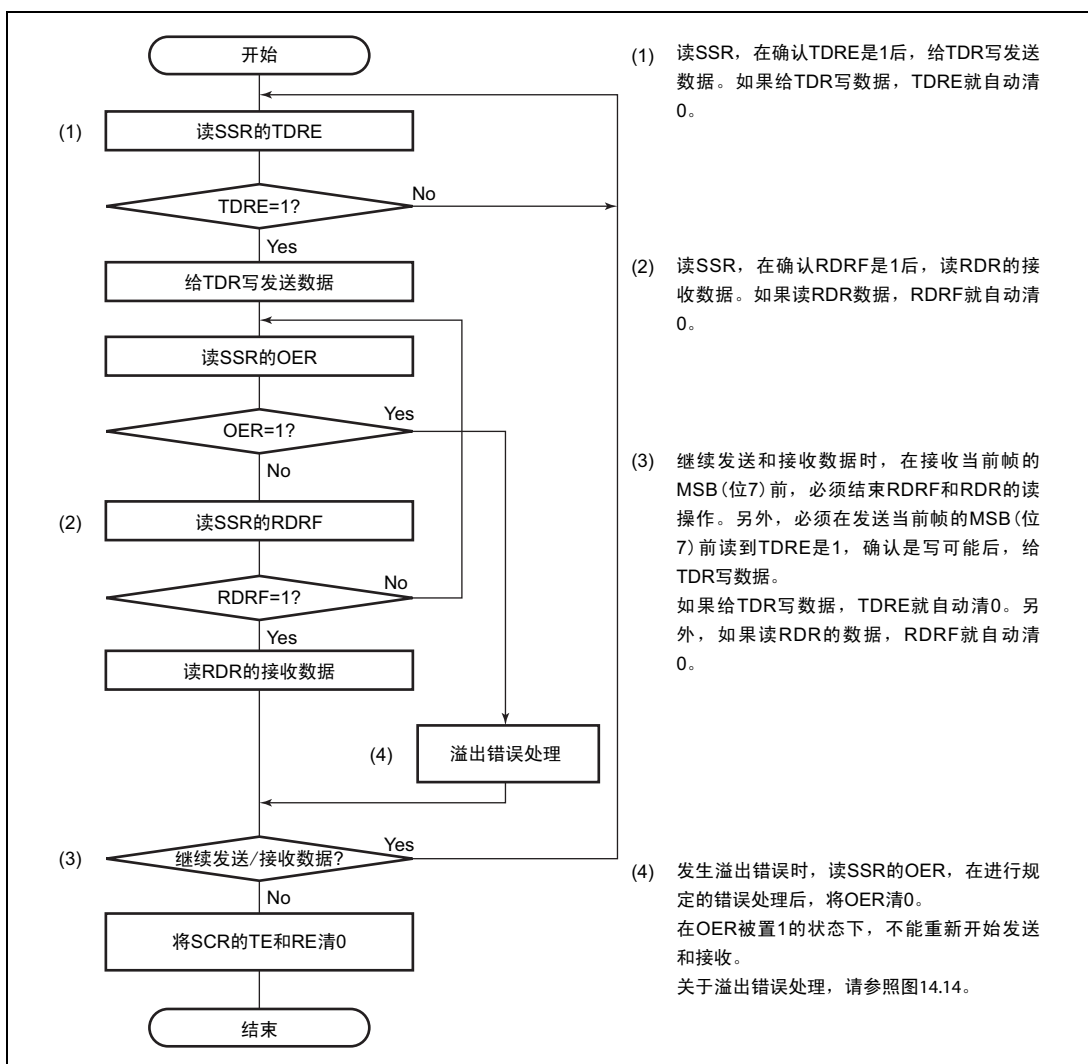 开始
(1)
读SSR的TDRE
TDRE=1?
No
Yes
给TDR写发送数据
读SSR的OER
OER=1?
Yes
No
(2)
读SSR的RDRF
RDRF=1?
No
Yes
读RDR的接收数据
(4)
溢出错误处理
(3)
继续发送/接收数据?
Yes
No
将SCR的TE和RE清0
结束
(1) 读SSR，在确认TDRE是1后，给TDR写发送
数据。如果给TDR写数据，TDRE就自动清
0。
(2) 读SSR，在确认RDRF是1后，读RDR的接
收数据。如果读RDR数据，RDRF就自动清
0。
(3) 继续发送和接收数据时，在接收当前帧的
MSB（位7）前，必须结束RDRF和RDR的读
操作。另外，必须在发送当前帧的MSB（位
7）前读到TDRE是1，确认是写可能后，给
TDR写数据。
如果给TDR写数据，TDRE就自动清0。另
外，如果读RDR的数据，RDRF就自动清
0。
(4) 发生溢出错误时，读SSR的OER，在进行规
定的错误处理后，将OER清0。
在OER被置1的状态下，不能重新开始发送
和接收。
关于溢出错误处理，请参照图14.14。